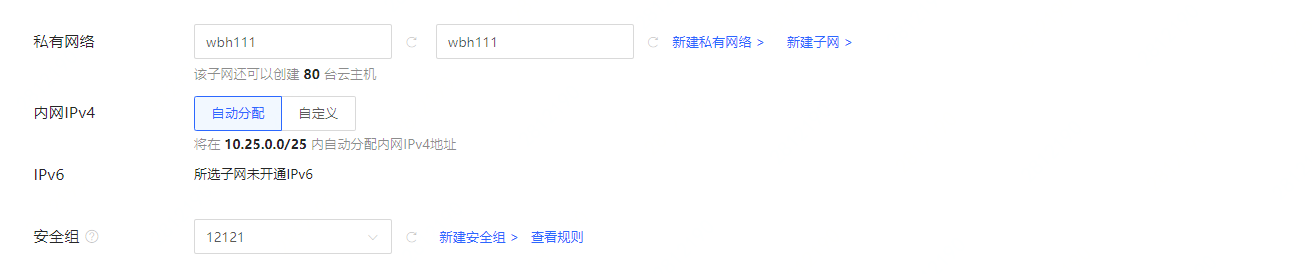 私有网络 wbh111 wbh111 新建私有网络 > 新建子网 >
该子网还可以创建 80 台云主机
内网IPv4 自动分配 自定义
将在 10.25.0.0/25 内自动分配内网IPv4地址
IPv6 所选子网未开通IPv6
安全组 ? 12121 新建安全组 > 查看规则